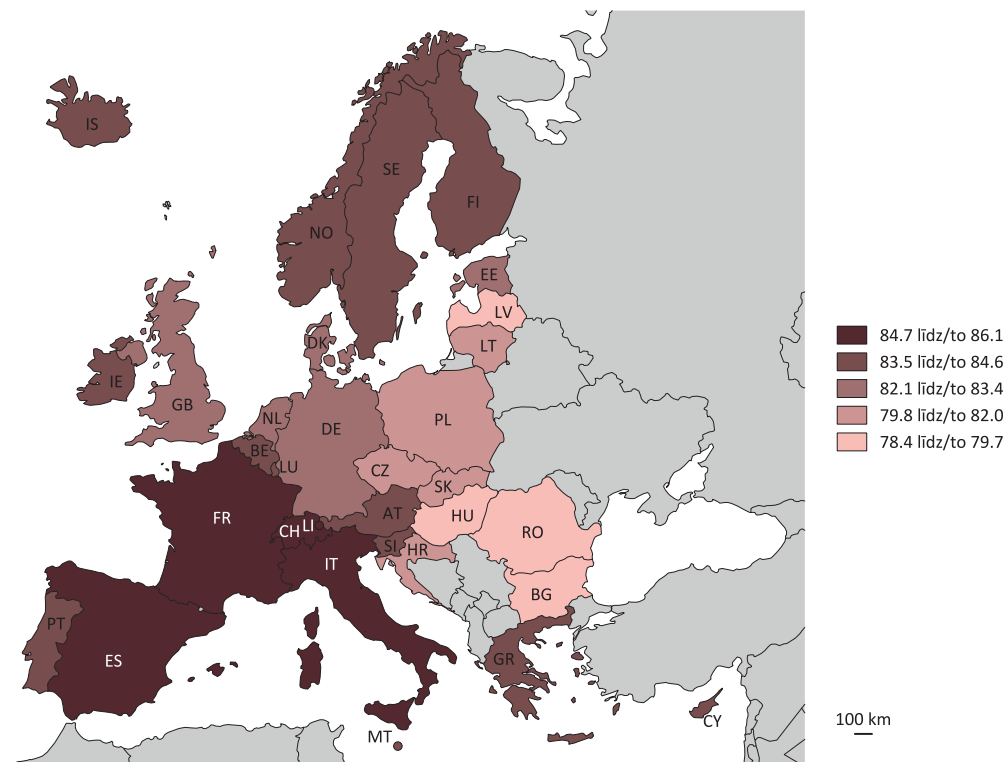 IS
SE
FI
NO
EE
LV
LT
DK
IE
GB
NL
DE
PL
BE
LU
CZ
SK
FR
AT
HU
CH
LI
RO
SI
HR
IT
BG
PT
ES
GR
MT
CY
84.7 līdz/to 86.1
83.5 līdz/to 84.6
82.1 līdz/to 83.4
79.8 līdz/to 82.0
78.4 līdz/to 79.7
100 km